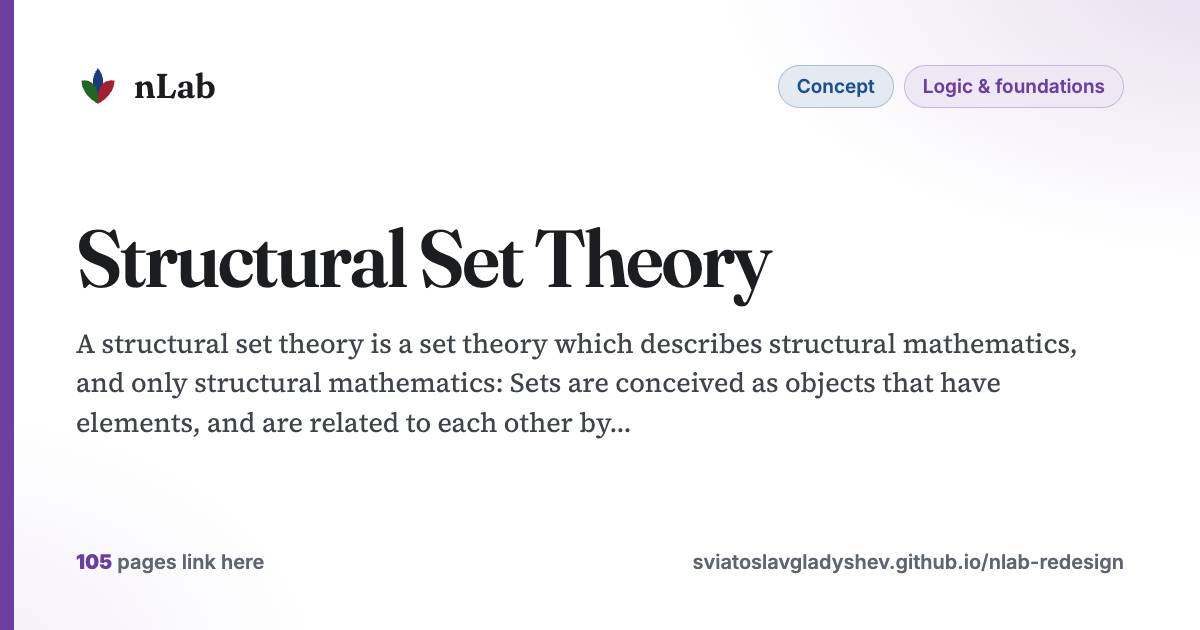 nLab
Concept
Logic & foundations
Structural Set Theory
A structural set theory is a set theory which describes structural mathematics,
and only structural mathematics: Sets are conceived as objects that have
elements, and are related to each other by...
105 pages link here
sviatoslavgladyshev.github.io/nlab-redesign